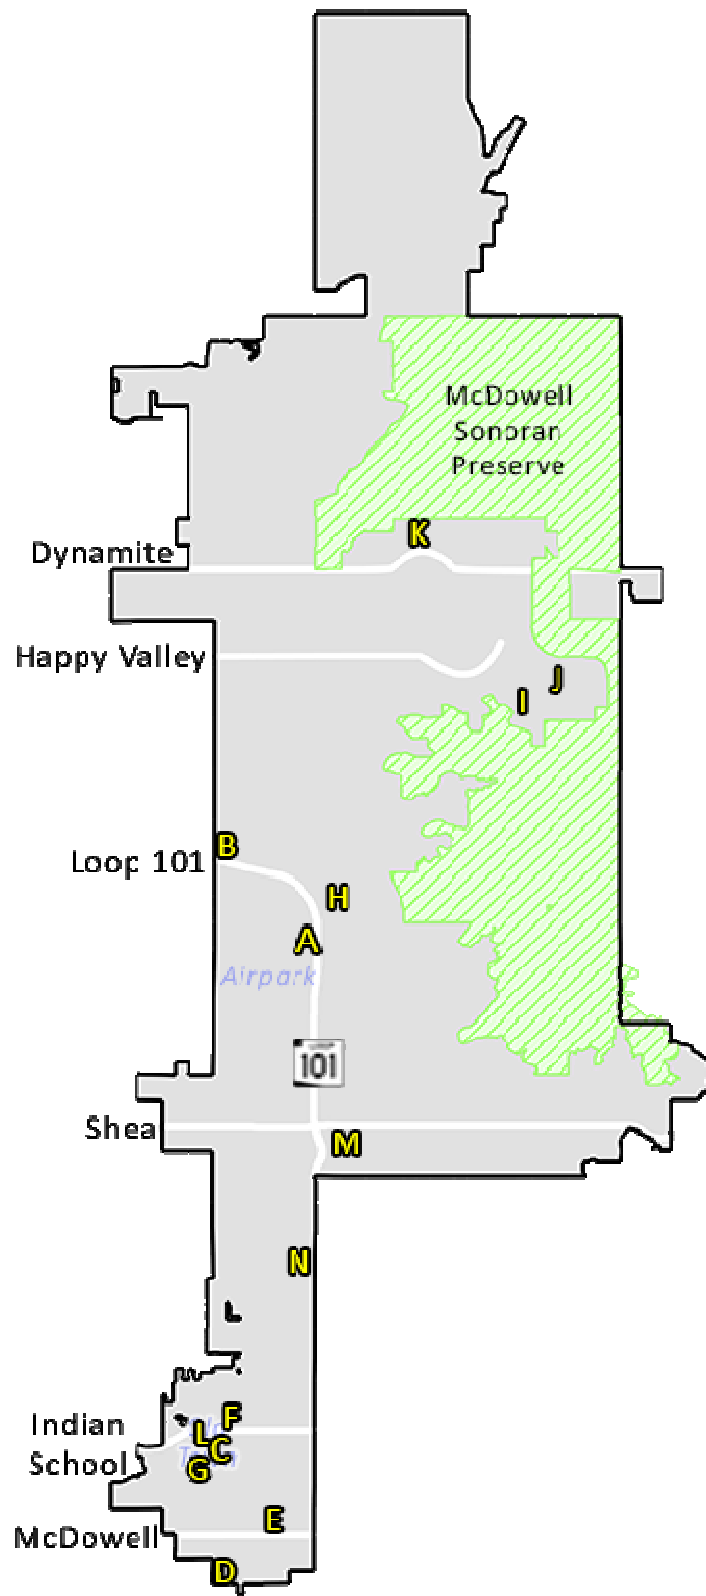 McDowell
Sonoran
Preserve
K
Dynamite
Happy Valley
J
I
B
Loop 101
H
A
Airpark
101
Shea
M
N
F
Indian
School
L
C
G
E
McDowell
D